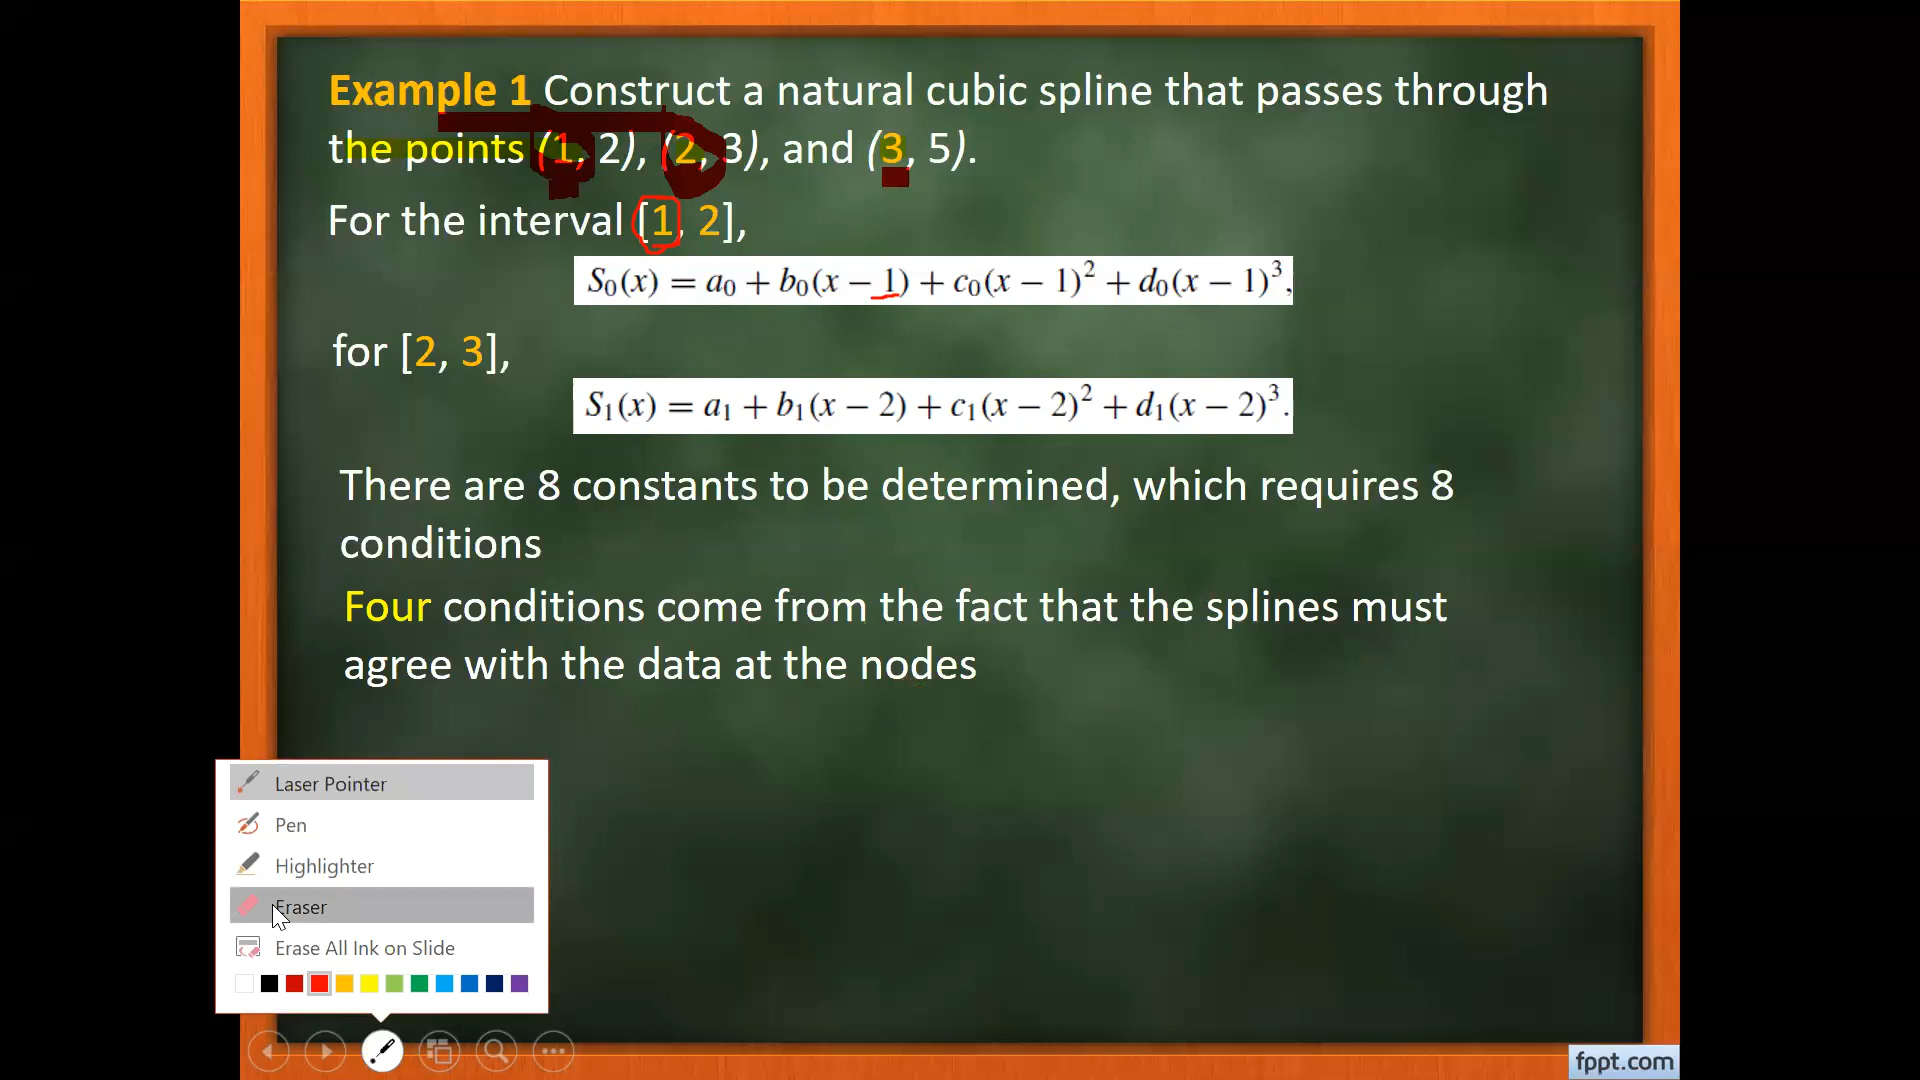 Example 1 Construct a natural cubic spline that passes through
the points (1, 2), (2, 3), and (3, 5).
For the interval [1, 2],
S₀(x) = a₀ + b₀(x − 1) + c₀(x − 1)² + d₀(x − 1)³,
for [2, 3],
S₁(x) = a₁ + b₁(x − 2) + c₁(x − 2)² + d₁(x − 2)³.
There are 8 constants to be determined, which requires 8
conditions
Four conditions come from the fact that the splines must
agree with the data at the nodes
Laser Pointer
Pen
Highlighter
Eraser
Erase All Ink on Slide
fppt.com